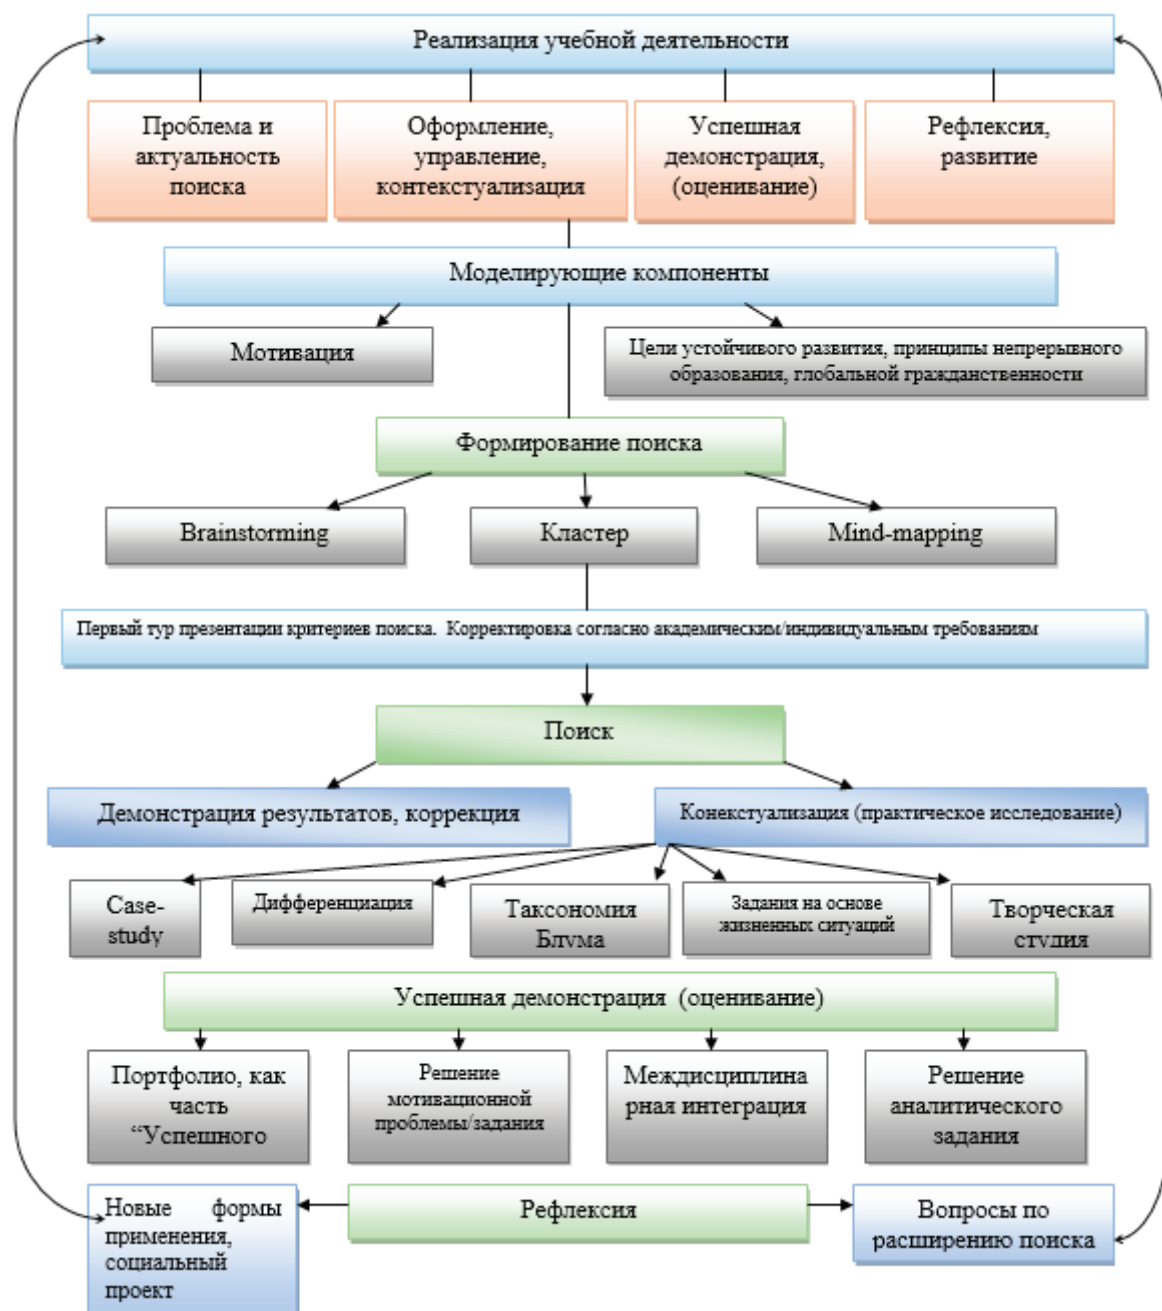 Реализация учебной деятельности
Проблема и
актуальность
поиска
Оформление,
управление,
контекстуализация
Успешная
демонстрация,
(оценивание)
Рефлексия,
развитие
Моделирующие компоненты
Мотивация
Цели устойчивого развития, принципы непрерывного
образования, глобальной гражданственности
Формирование поиска
Brainstorming
Кластер
Mind-mapping
Первый тур презентации критериев поиска. Корректировка согласно академическим/индивидуальным требованиям
Поиск
Демонстрация результатов, коррекция
Конекстуализация (практическое исследование)
Case-
study
Дифференциация
Таксономия
Блума
Задания на основе
жизненных ситуаций
Творческая
студия
Успешная демонстрация (оценивание)
Портфолио, как
часть
“Успешного
Решение
мотивационной
проблемы/задания
Междисциплина
рная интеграция
Решение
аналитического
задания
Новые формы
применения,
социальный
проект
Рефлексия
Вопросы по
расширению поиска